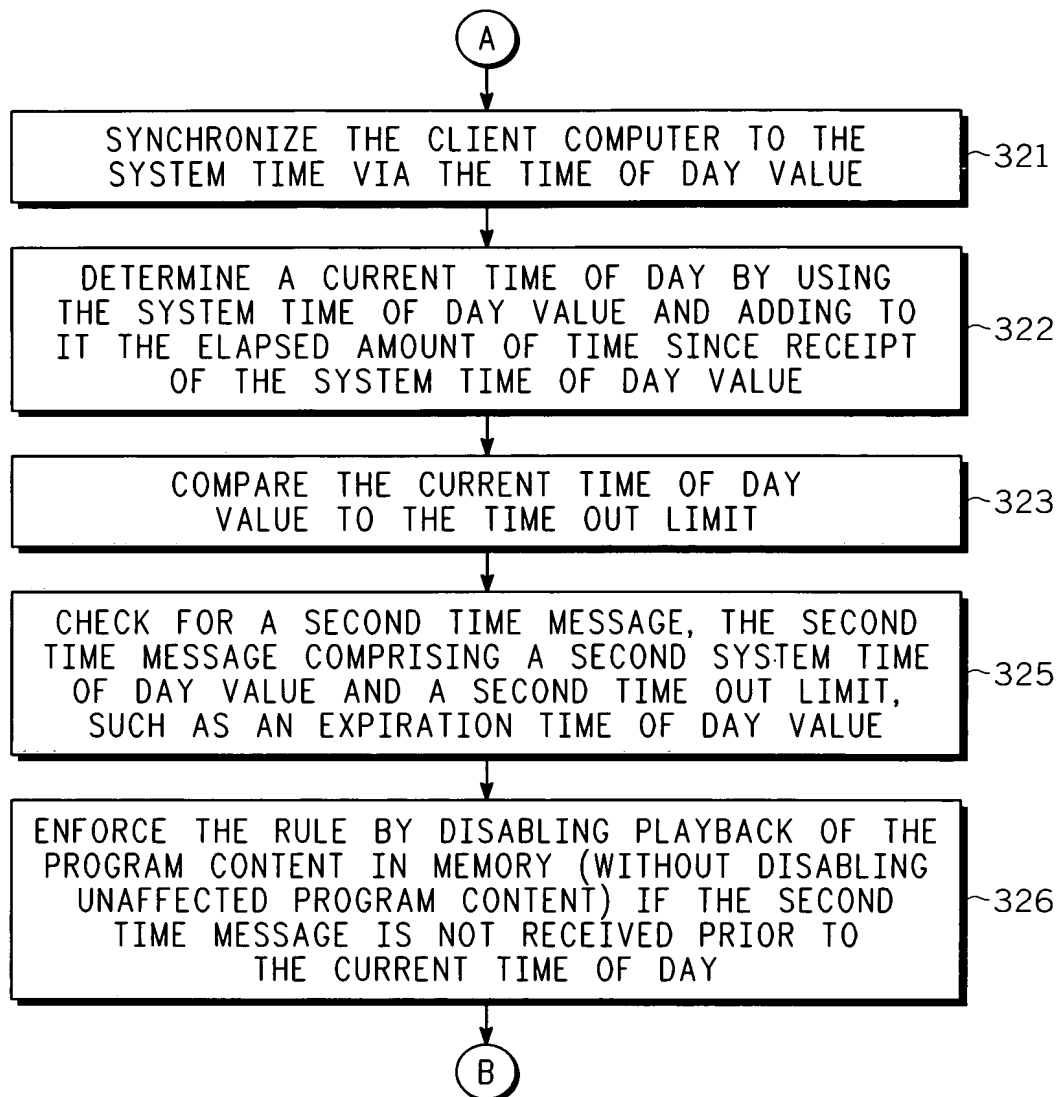 A
SYNCHRONIZE THE CLIENT COMPUTER TO THE
SYSTEM TIME VIA THE TIME OF DAY VALUE
321
DETERMINE A CURRENT TIME OF DAY BY USING
THE SYSTEM TIME OF DAY VALUE AND ADDING TO
IT THE ELAPSED AMOUNT OF TIME SINCE RECEIPT
OF THE SYSTEM TIME OF DAY VALUE
322
COMPARE THE CURRENT TIME OF DAY
VALUE TO THE TIME OUT LIMIT
323
CHECK FOR A SECOND TIME MESSAGE, THE SECOND
TIME MESSAGE COMPRISING A SECOND SYSTEM TIME
OF DAY VALUE AND A SECOND TIME OUT LIMIT,
SUCH AS AN EXPIRATION TIME OF DAY VALUE
325
ENFORCE THE RULE BY DISABLING PLAYBACK OF THE
PROGRAM CONTENT IN MEMORY (WITHOUT DISABLING
UNAFFECTED PROGRAM CONTENT) IF THE SECOND
TIME MESSAGE IS NOT RECEIVED PRIOR TO
THE CURRENT TIME OF DAY
326
B